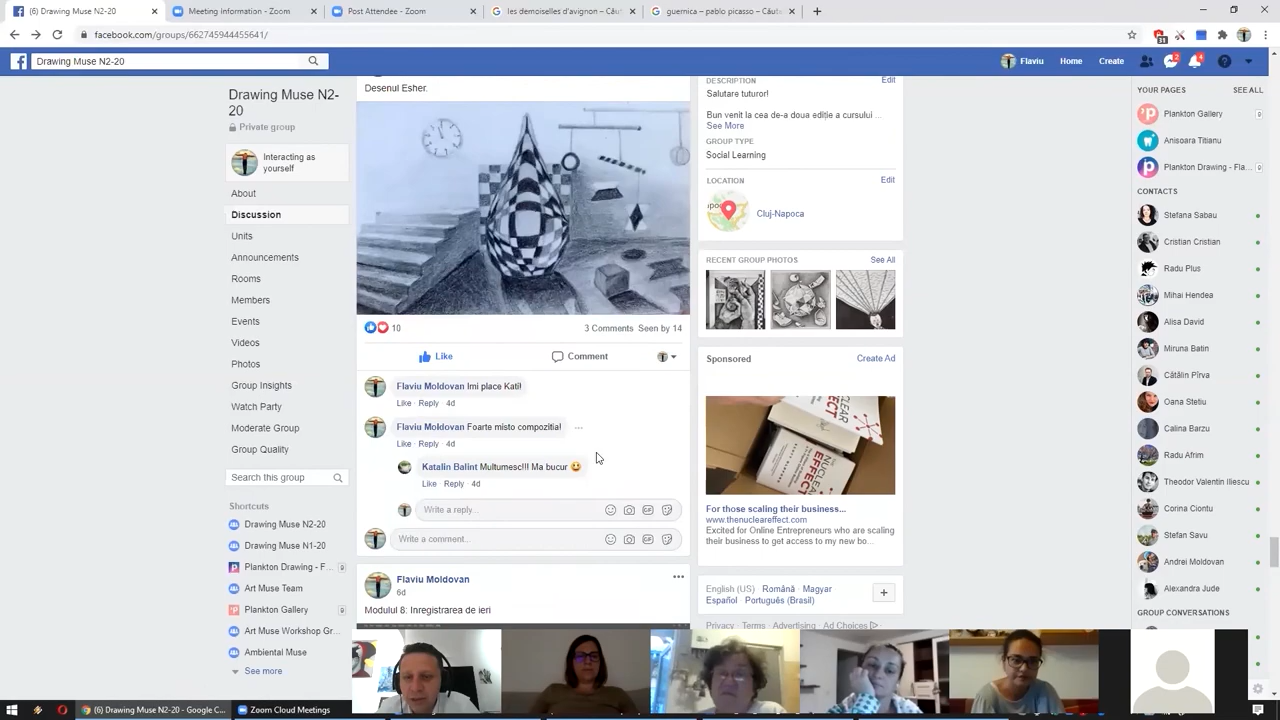 (6) Drawing Muse N2-20
Meeting Information - Zoom
Post Attendee - Zoom
les demoiselles d'avignon – Cău
guernica – pablo picasso – Căute
facebook.com/groups/662745944455641/
31
Drawing Muse N2-20
Flaviu
Home
Create
Drawing Muse N2-
20
Private group
Interacting as
yourself
About
Discussion
Units
Announcements
Rooms
Members
Events
Videos
Photos
Group Insights
Watch Party
Moderate Group
Group Quality
Search this group
Shortcuts
Drawing Muse N2-20
Drawing Muse N1-20
Plankton Drawing - F...
Art Muse Team
Plankton Gallery
Art Muse Workshop Gr...
Ambiental Muse
See more
Desenul Esher.
10
3 Comments Seen by 14
Like
Comment
Flaviu Moldovan Imi place Kati!
Like · Reply · 4d
Flaviu Moldovan Foarte misto compozitia!
Like · Reply · 4d
Katalin Balint Multumesc!!! Ma bucur 😃
Like · Reply · 4d
Write a reply...
Write a comment...
Flaviu Moldovan
6d
Modulul 8: Inregistrarea de ieri
DESCRIPTION
Edit
Salutare tuturor!
Bun venit la cea de-a doua ediție a cursului ...
See More
GROUP TYPE
Social Learning
LOCATION
Edit
Cluj-Napoca
RECENT GROUP PHOTOS
See All
Sponsored
Create Ad
NUCLEAR EFFECT
For those scaling their business...
www.thenucleareffect.com
Excited for Online Entrepreneurs who are scaling
their business to get access to my new bo...
English (US) · Română · Magyar
Español · Português (Brasil)
Privacy · Terms · Advertising · Ad Choices
YOUR PAGES
SEE ALL
Plankton Gallery
Anisoara Titianu
Plankton Drawing - Fla...
CONTACTS
Stefana Sabau
Cristian Cristian
Radu Plus
Mihai Hendea
Alisa David
Miruna Batin
Cătălin Pîrva
Oana Stetiu
Calina Barzu
Radu Afrim
Theodor Valentin Iliescu
Corina Ciontu
Stefan Savu
Andrei Moldovan
Alexandra Jude
GROUP CONVERSATIONS
(6) Drawing Muse N2-20 - Google C...
Zoom Cloud Meetings